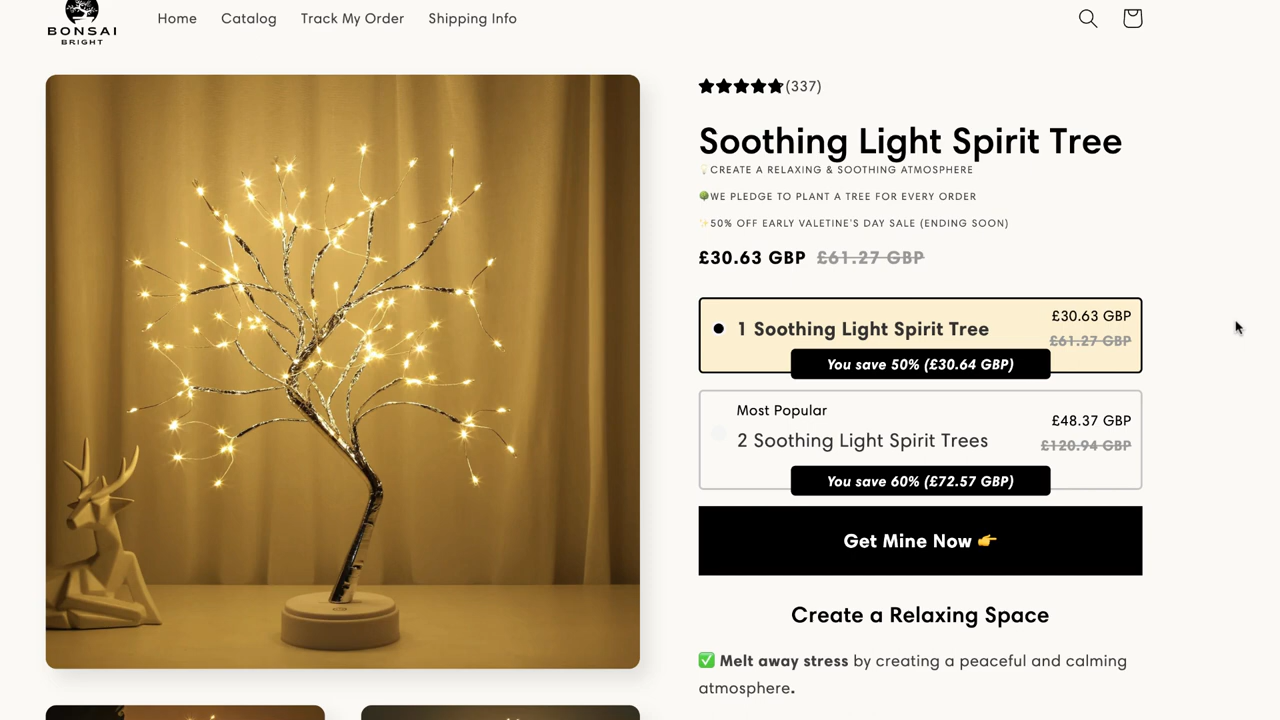 BONSAI
BRIGHT
Home
Catalog
Track My Order
Shipping Info
(337)
Soothing Light Spirit Tree
💡CREATE A RELAXING & SOOTHING ATMOSPHERE
🌳WE PLEDGE TO PLANT A TREE FOR EVERY ORDER
✨50% OFF EARLY VALETINE'S DAY SALE (ENDING SOON)
£30.63 GBP £61.27 GBP
1 Soothing Light Spirit Tree
£30.63 GBP
£61.27 GBP
You save 50% (£30.64 GBP)
Most Popular
2 Soothing Light Spirit Trees
£48.37 GBP
£120.94 GBP
You save 60% (£72.57 GBP)
Get Mine Now 👉
Create a Relaxing Space
✅ Melt away stress by creating a peaceful and calming
atmosphere.